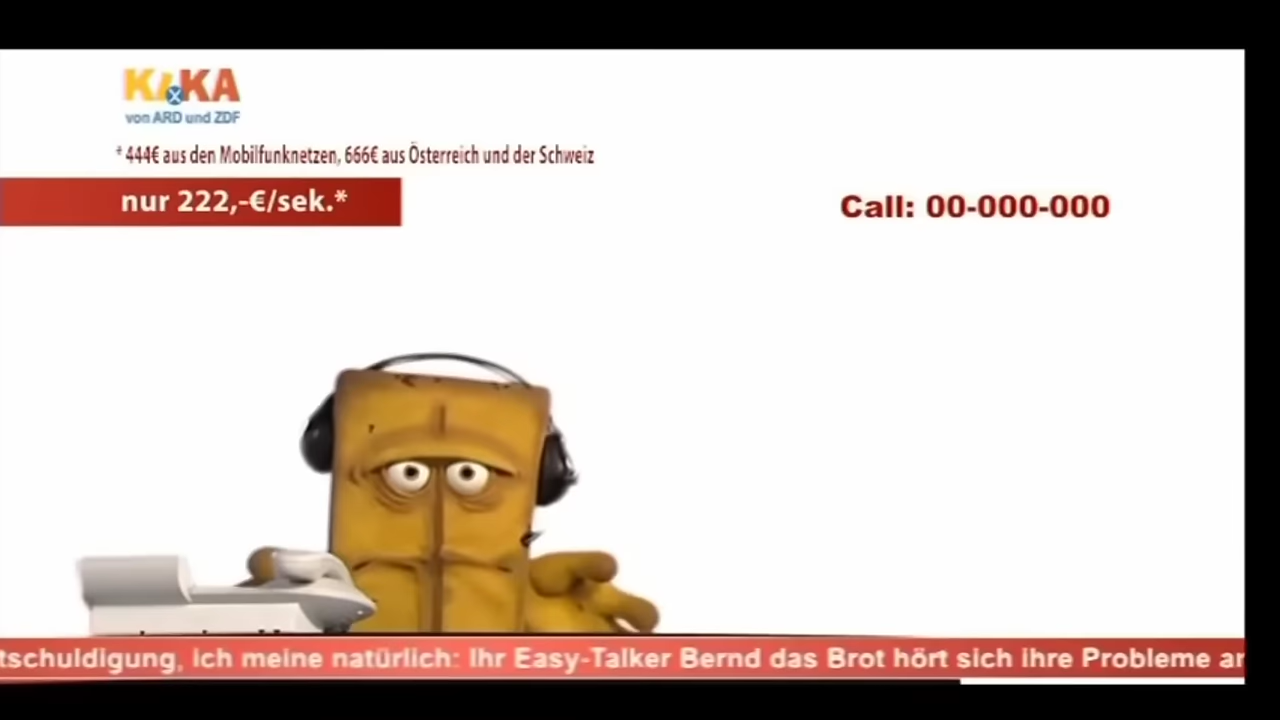 KiKA
von ARD und ZDF
* 444€ aus den Mobilfunknetzen, 666€ aus Österreich und der Schweiz
nur 222,-€/sek.*
Call: 00-000-000
tschuldigung, ich meine natürlich: Ihr Easy-Talker Bernd das Brot hört sich ihre Probleme an